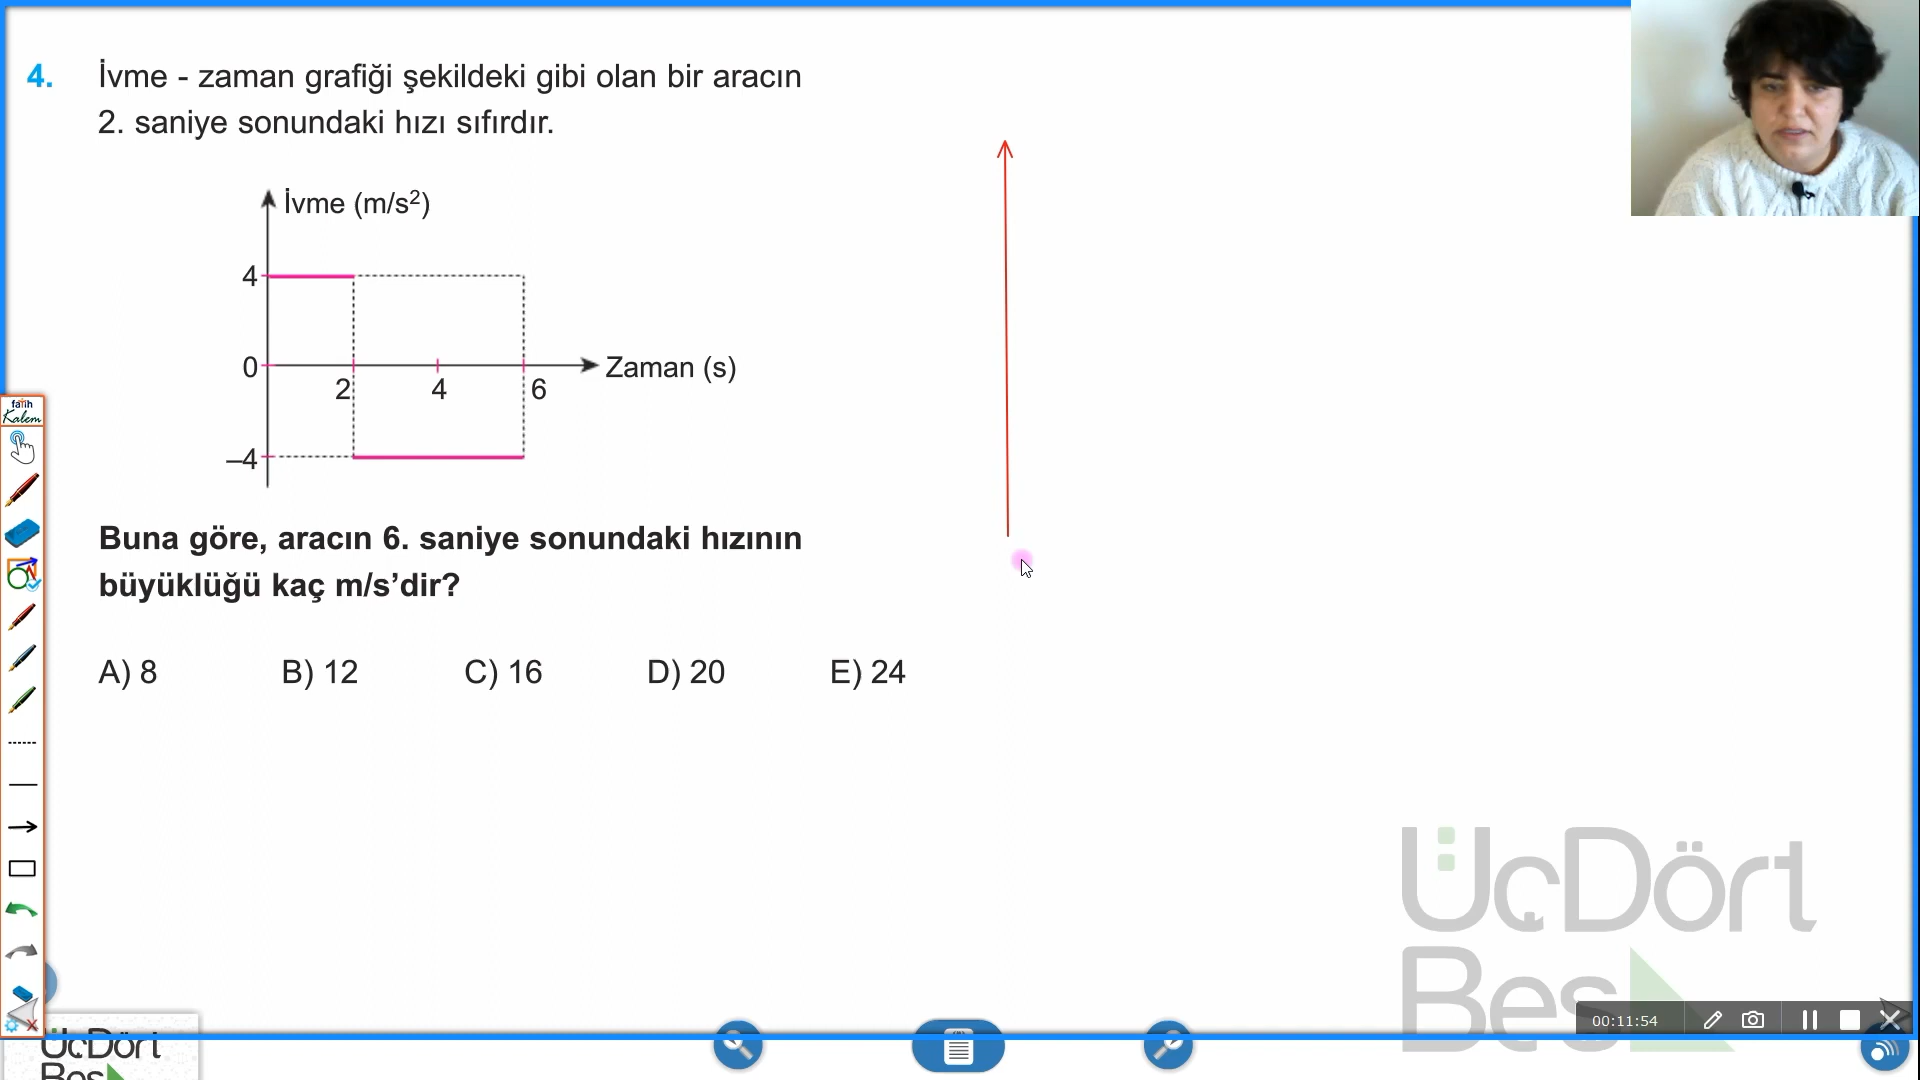 4. İvme - zaman grafiği şekildeki gibi olan bir aracın
2. saniye sonundaki hızı sıfırdır.
İvme (m/s²)
4
0
2 4 6
Zaman (s)
–4
Buna göre, aracın 6. saniye sonundaki hızının
büyüklüğü kaç m/s’dir?
A) 8 B) 12 C) 16 D) 20 E) 24
fatih
Kalem
ÜçDört
Beş
00:11:54
ÜçDört
Beş